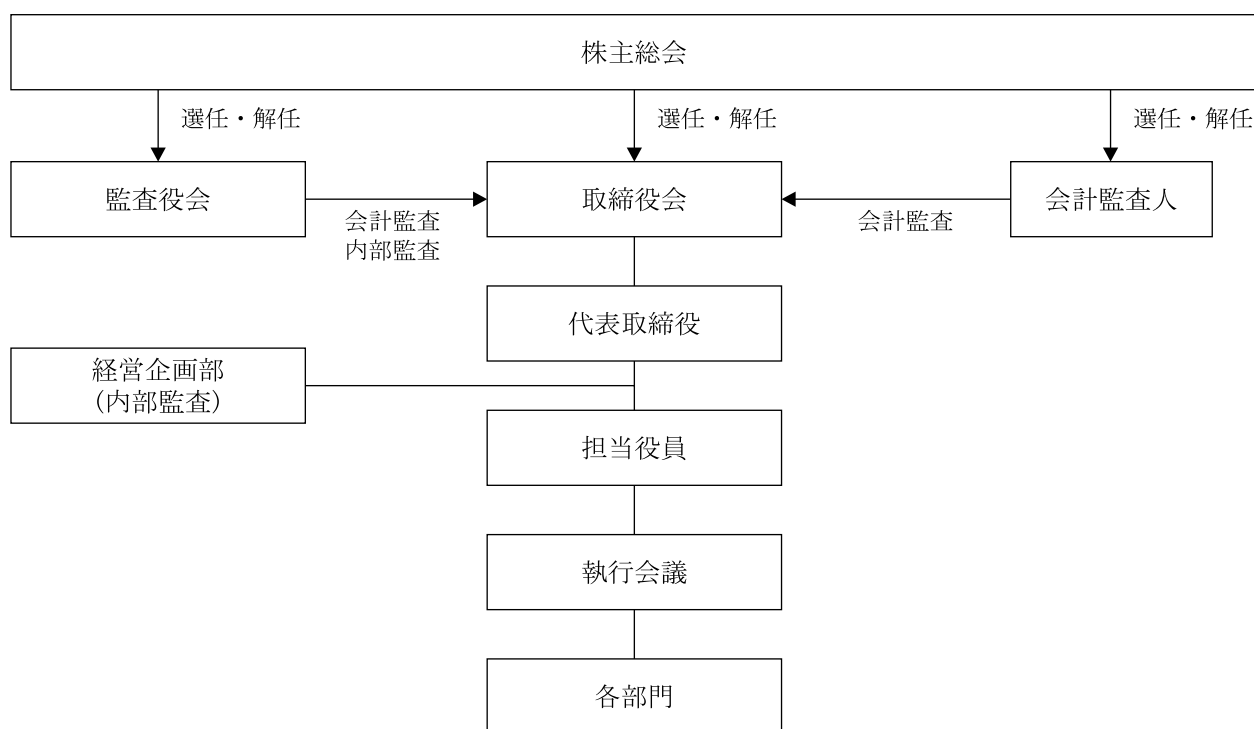 株主総会
選任・解任
選任・解任
選任・解任
監査役会
取締役会
会計監査人
会計監査
内部監査
会計監査
代表取締役
経営企画部
（内部監査）
担当役員
執行会議
各部門